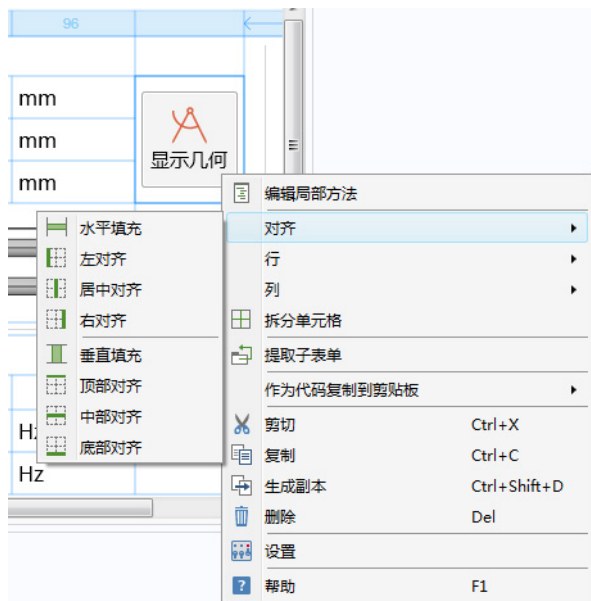 96
mm
mm
mm
显示几何
编辑局部方法
对齐
行
列
拆分单元格
提取子表单
作为代码复制到剪贴板
剪切 Ctrl+X
复制 Ctrl+C
生成副本 Ctrl+Shift+D
删除 Del
设置
帮助 F1
水平填充
左对齐
居中对齐
右对齐
垂直填充
顶部对齐
中部对齐
底部对齐
Hz